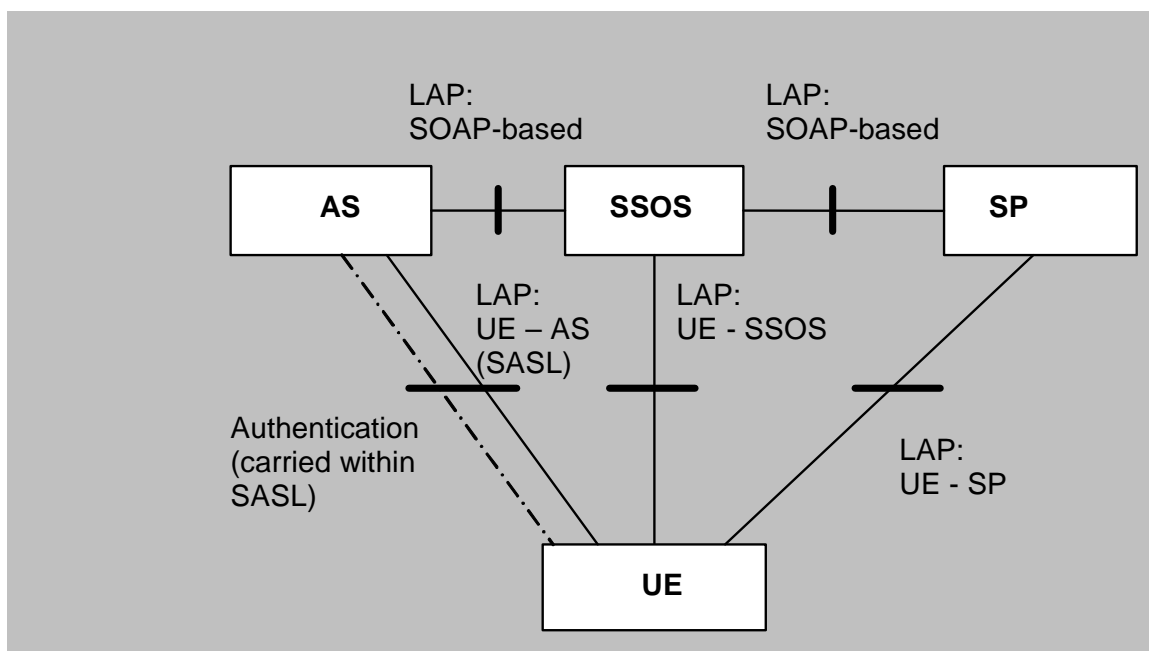 LAP:
SOAP-based
LAP:
SOAP-based
AS
SSOS
SP
LAP:
UE – AS
(SASL)
LAP:
UE - SSOS
Authentication
(carried within
SASL)
LAP:
UE - SP
UE